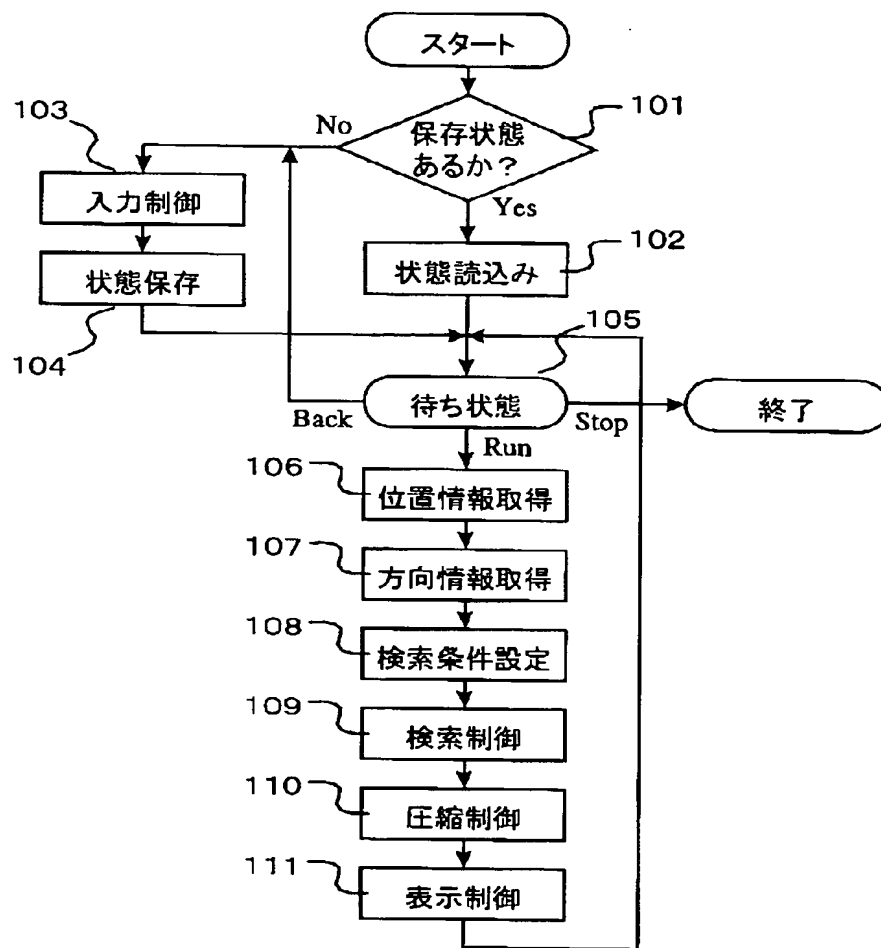 スタート
101
保存状態
あるか?
No
Yes
103
入力制御
102
状態読込み
状態保存
104
105
待ち状態
Back
Stop
終了
Run
106
位置情報取得
107
方向情報取得
108
検索条件設定
109
検索制御
110
圧縮制御
111
表示制御